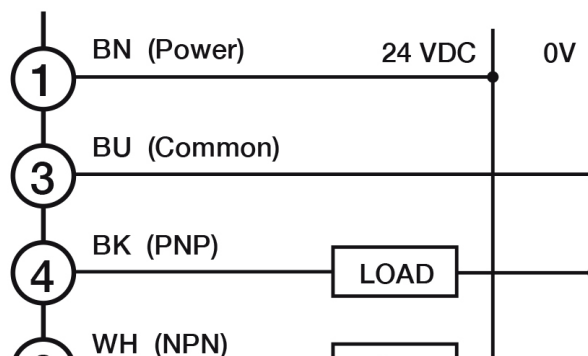 BN (Power) 24 VDC 0V
1
BU (Common)
3
BK (PNP)
4 LOAD
WH (NPN)